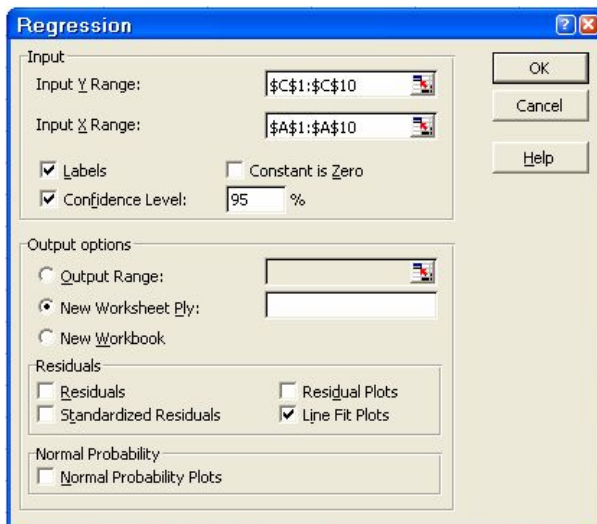 Regression
Input
Input Y Range:
$C$1:$C$10
Input X Range:
$A$1:$A$10
Labels
Constant is Zero
Confidence Level:
95
%
OK
Cancel
Help
Output options
Output Range:
New Worksheet Ply:
New Workbook
Residuals
Residuals
Residual Plots
Standardized Residuals
Line Fit Plots
Normal Probability
Normal Probability Plots